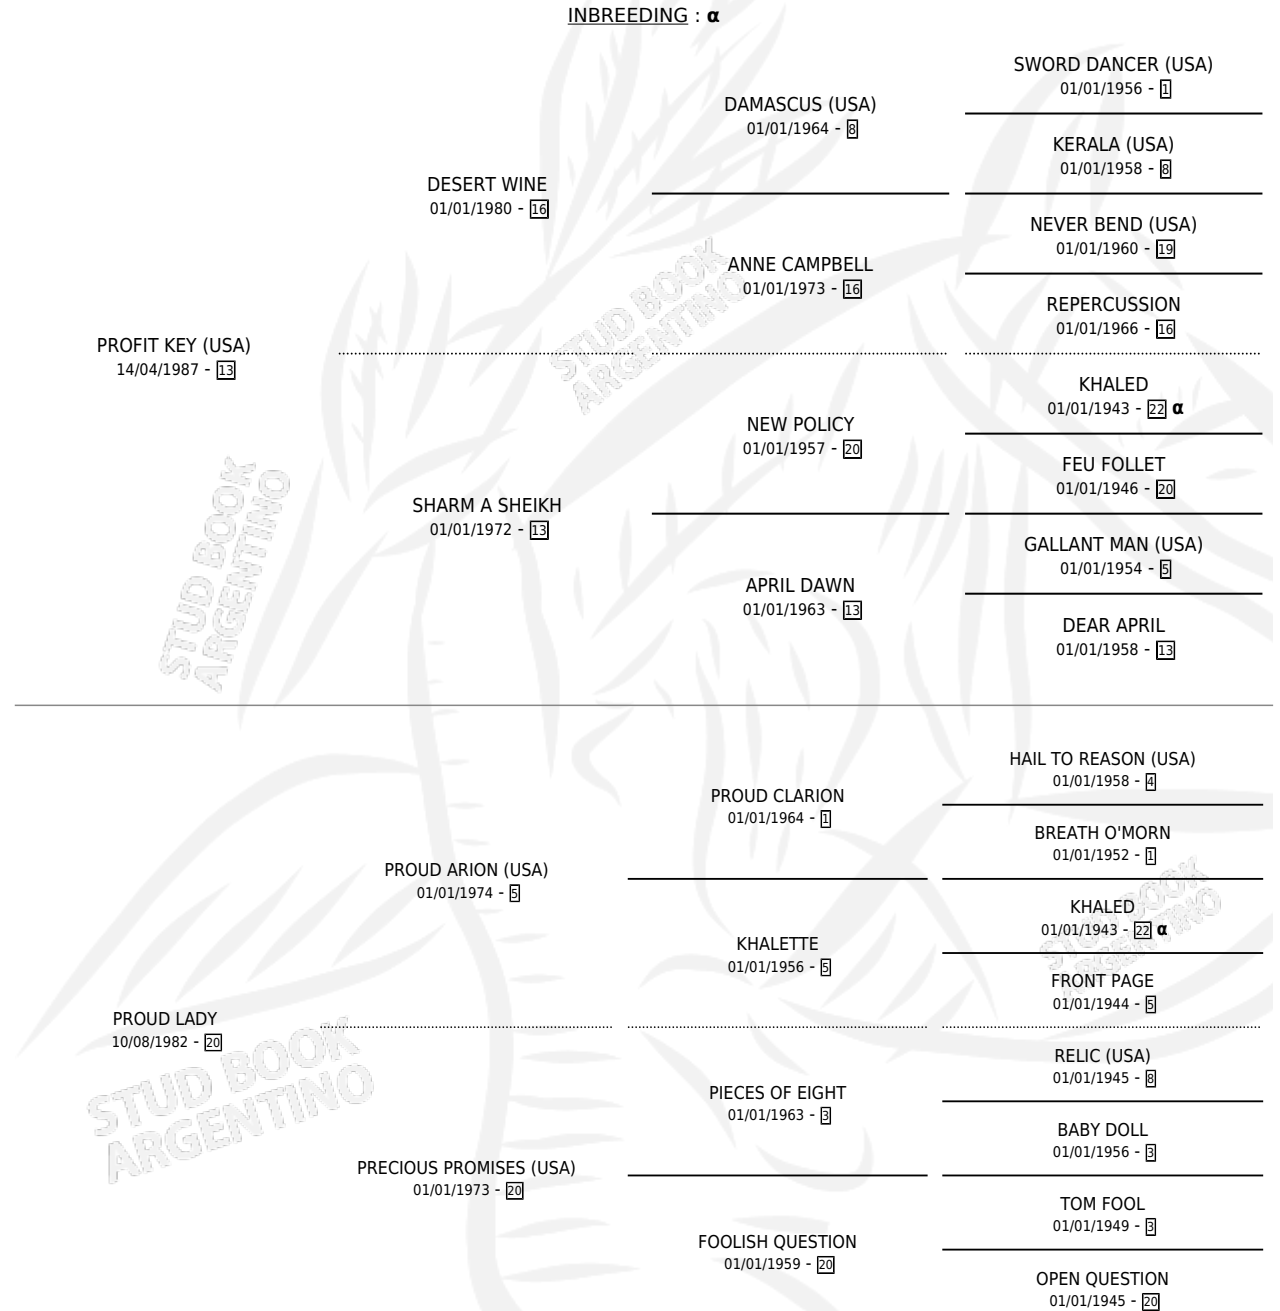 INBREEDING : α
SWORD DANCER (USA)
01/01/1956 - 1
DAMASCUS (USA)
01/01/1964 - 8
KERALA (USA)
01/01/1958 - 8
DESERT WINE
01/01/1980 - 16
NEVER BEND (USA)
01/01/1960 - 19
ANNE CAMPBELL
01/01/1973 - 16
REPERCUSSION
01/01/1966 - 16
PROFIT KEY (USA)
14/04/1987 - 13
KHALED
01/01/1943 - 22 α
NEW POLICY
01/01/1957 - 20
FEU FOLLET
01/01/1946 - 20
SHARM A SHEIKH
01/01/1972 - 13
GALLANT MAN (USA)
01/01/1954 - 5
APRIL DAWN
01/01/1963 - 13
DEAR APRIL
01/01/1958 - 13
HAIL TO REASON (USA)
01/01/1958 - 4
PROUD CLARION
01/01/1964 - 1
BREATH O'MORN
01/01/1952 - 1
PROUD ARION (USA)
01/01/1974 - 5
KHALED
01/01/1943 - 22 α
KHALETTE
01/01/1956 - 5
FRONT PAGE
01/01/1944 - 5
PROUD LADY
10/08/1982 - 20
RELIC (USA)
01/01/1945 - 8
PIECES OF EIGHT
01/01/1963 - 3
BABY DOLL
01/01/1956 - 3
PRECIOUS PROMISES (USA)
01/01/1973 - 20
TOM FOOL
01/01/1949 - 3
FOOLISH QUESTION
01/01/1959 - 20
OPEN QUESTION
01/01/1945 - 20
STUD BOOK
ARGENTINO
STUD BOOK
ARGENTINO
STUD BOOK
ARGENTINO
STUD BOOK
ARGENTINO